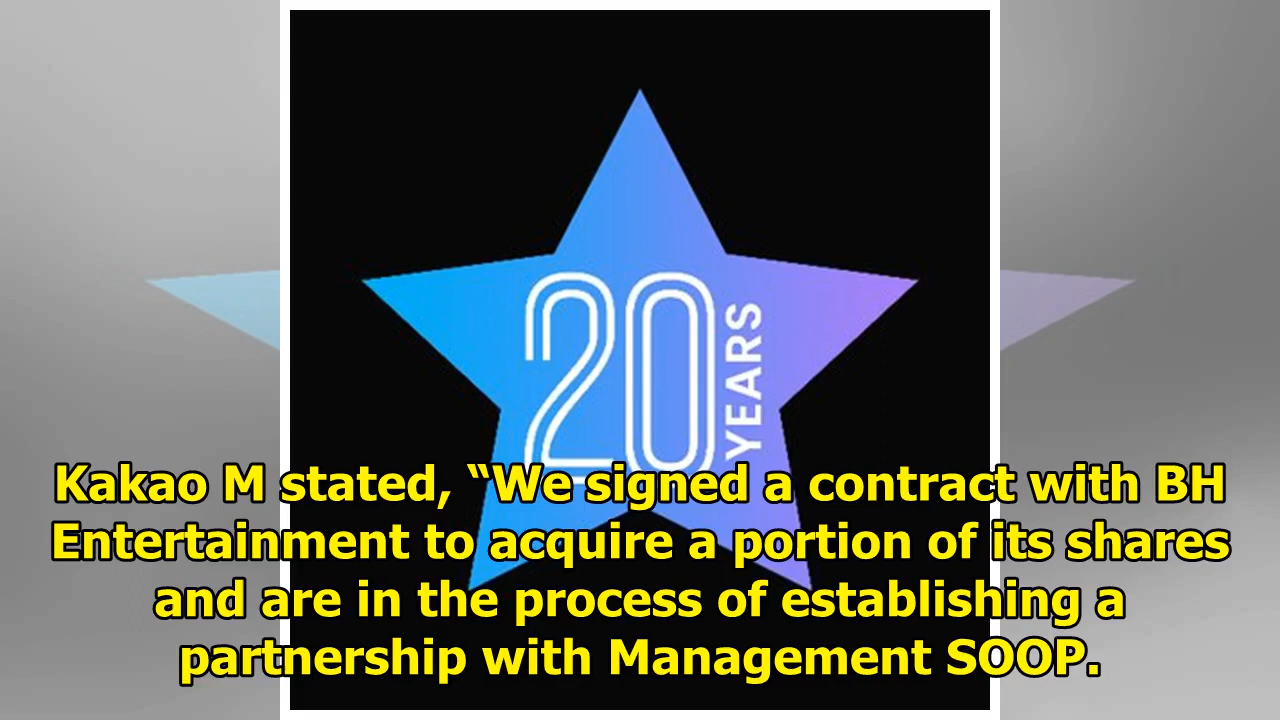 20
YEARS
Kakao M stated, “We signed a contract with BH
Entertainment to acquire a portion of its shares
and are in the process of establishing a
partnership with Management SOOP.